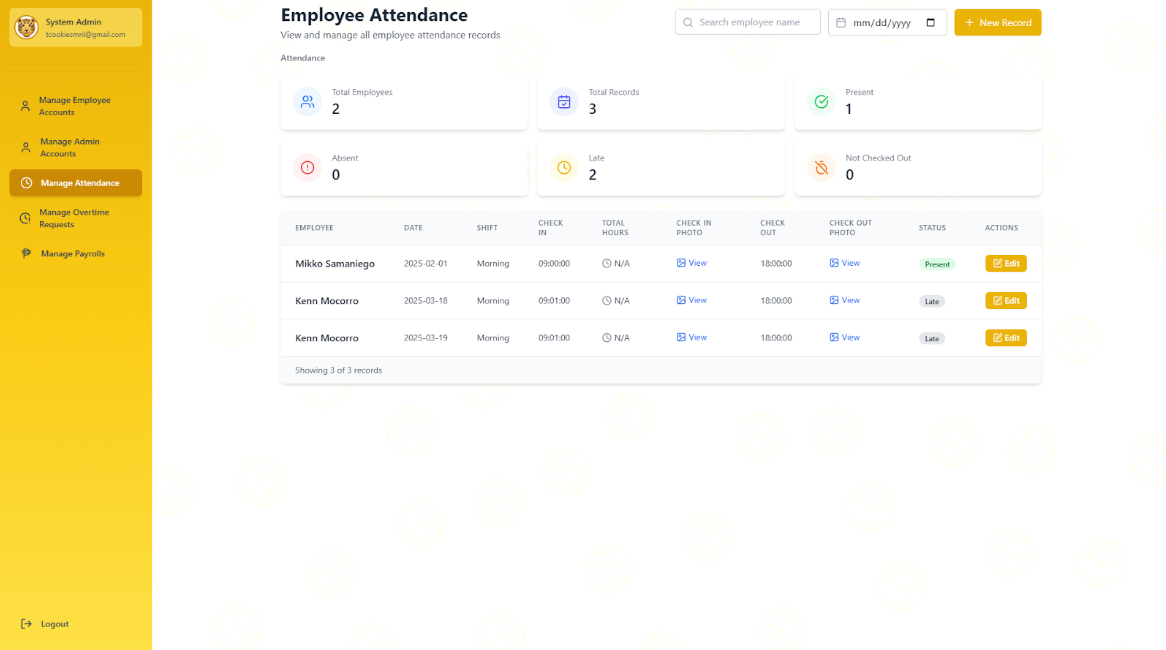 System Admin
tcookiesmnl@gmail.com
Manage Employee
Accounts
Manage Admin
Accounts
Manage Attendance
Manage Overtime
Requests
Manage Payrolls
Logout
Employee Attendance
View and manage all employee attendance records
Search employee name
mm/dd/yyyy
+ New Record
Attendance
Total Employees
2
Total Records
3
Present
1
Absent
0
Late
2
Not Checked Out
0
EMPLOYEE DATE SHIFT CHECK IN TOTAL HOURS CHECK IN PHOTO CHECK OUT CHECK OUT PHOTO STATUS ACTIONS
Mikko Samaniego 2025-02-01 Morning 09:00:00 N/A View 18:00:00 View Present Edit
Kenn Mocorro 2025-03-18 Morning 09:01:00 N/A View 18:00:00 View Late Edit
Kenn Mocorro 2025-03-19 Morning 09:01:00 N/A View 18:00:00 View Late Edit
Showing 3 of 3 records